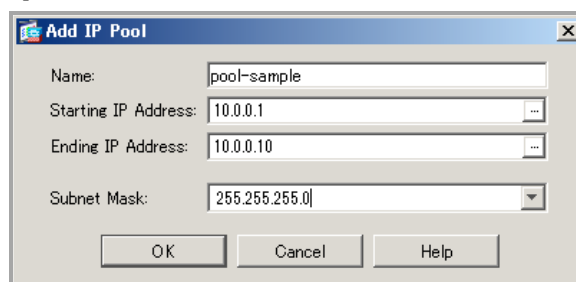 Add IP Pool
Name: pool-sample
Starting IP Address: 10.0.0.1 ...
Ending IP Address: 10.0.0.10 ...
Subnet Mask: 255.255.255.0
OK Cancel Help